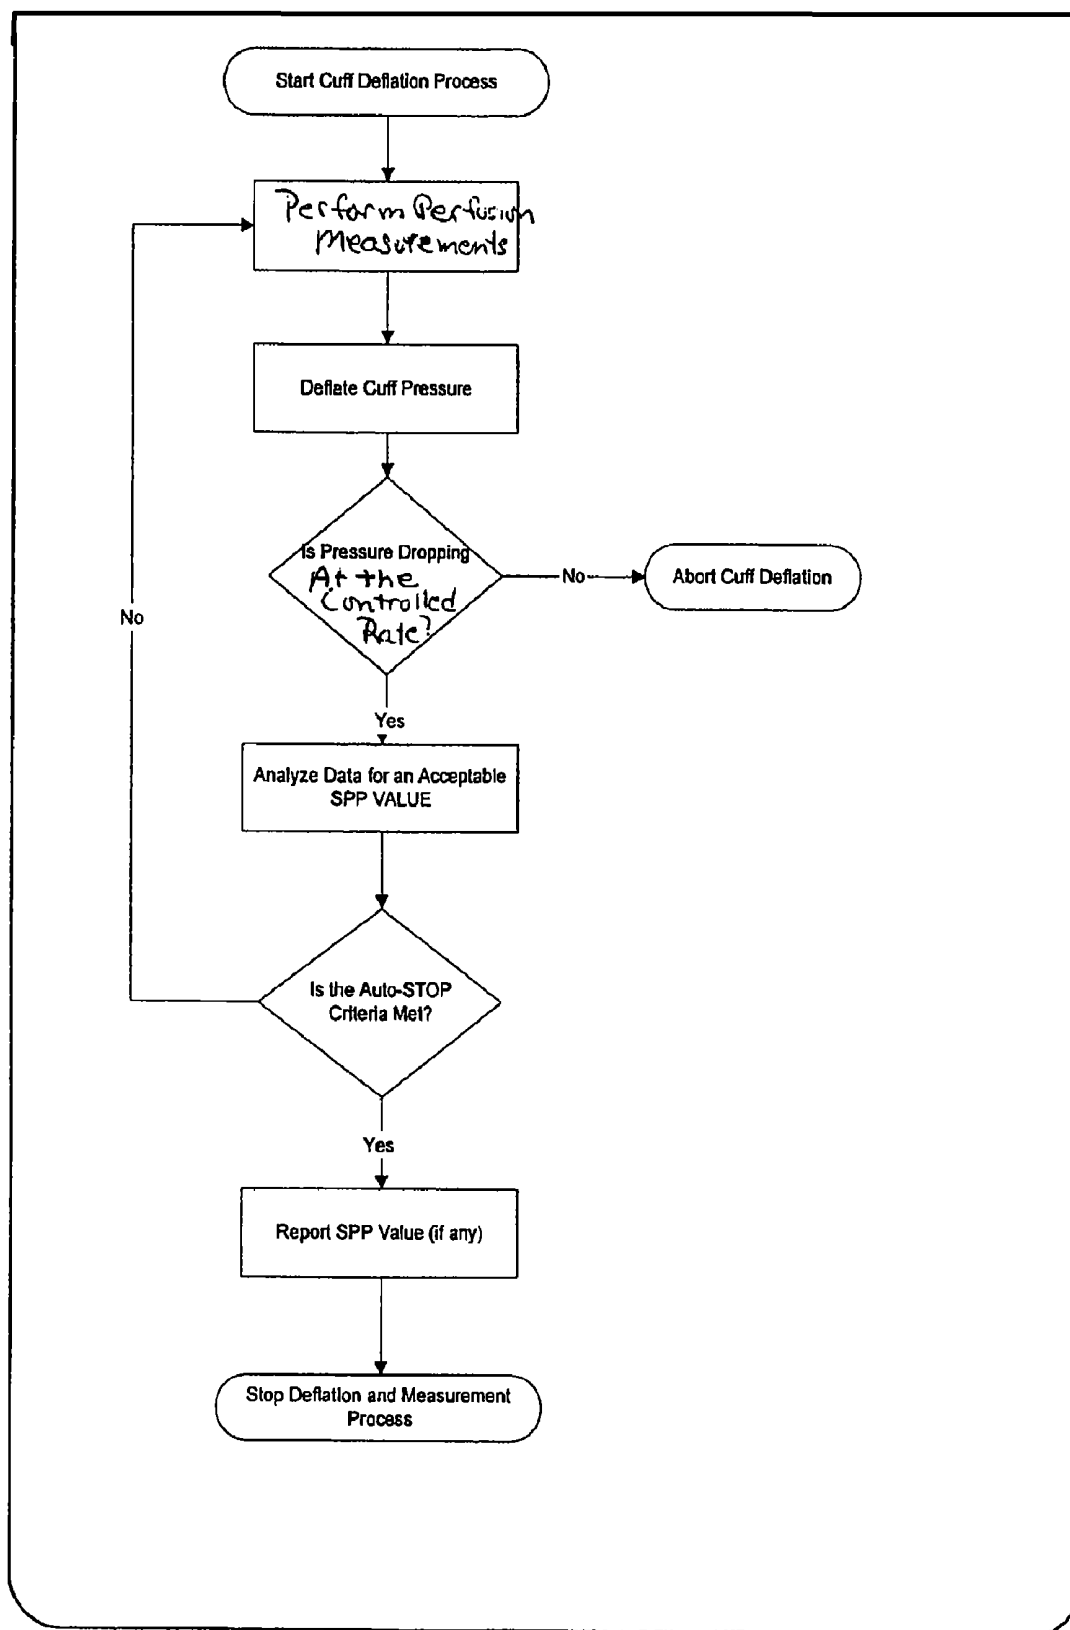 Start Cuff Deflation Process
Perform Perfusion
Measurements
Deflate Cuff Pressure
Is Pressure Dropping
At the
Controlled
Rate?
No
Abort Cuff Deflation
No
Yes
Analyze Data for an Acceptable
SPP VALUE
Is the Auto-STOP
Criteria Met?
Yes
Report SPP Value (if any)
Stop Deflation and Measurement
Process